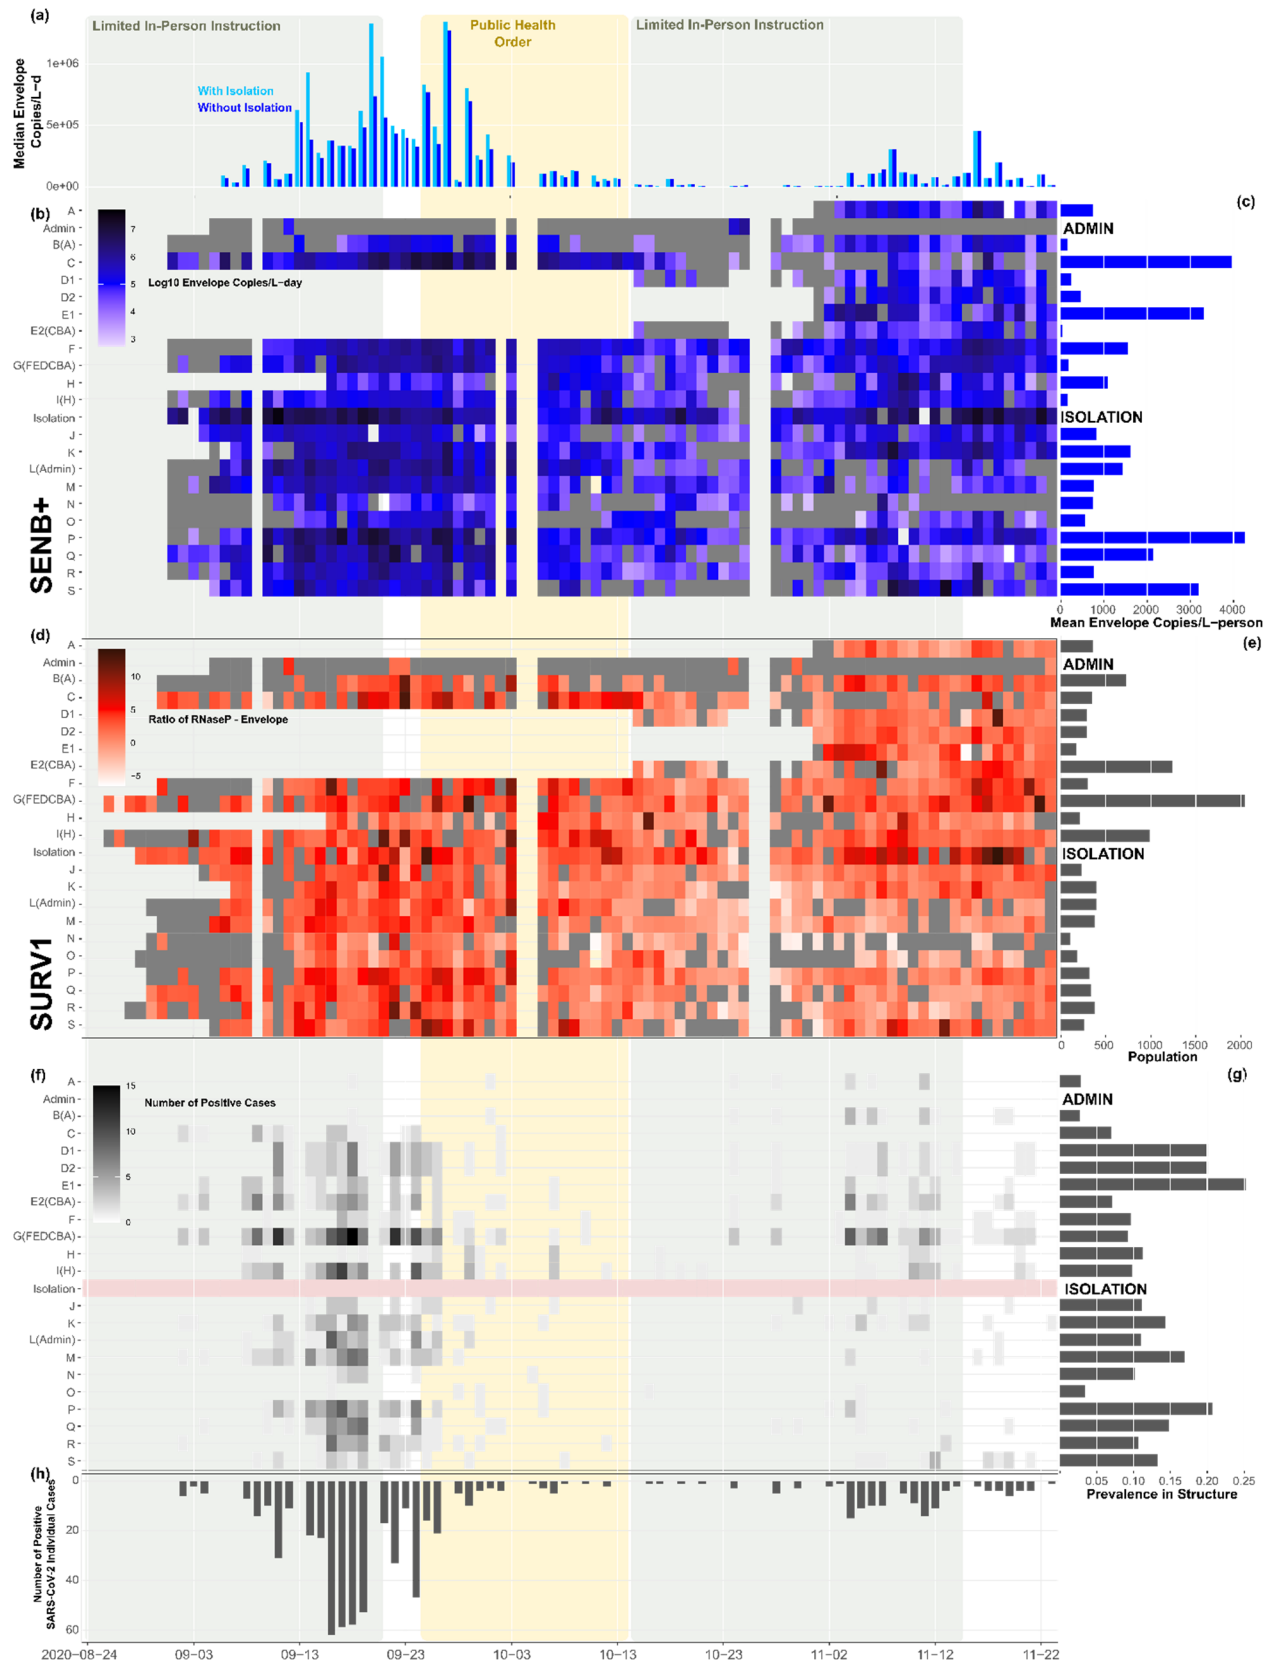 (a)
Limited In-Person Instruction
Public Health
Order
Limited In-Person Instruction
Median Envelope
Copies/L-d
1e+06
5e+05
0e+00
With Isolation
Without Isolation
(b)
A
Admin
B(A)
C
D1
D2
E1
E2(CBA)
F
G(FEDCBA)
H
I(H)
Isolation
J
K
L(Admin)
M
N
O
P
Q
R
S
7
6
5
4
3
Log10 Envelope Copies/L−day
SENB+
(c)
ADMIN
ISOLATION
0
1000
2000
3000
4000
Mean Envelope Copies/L−person
(d)
A
Admin
B(A)
C
D1
D2
E1
E2(CBA)
F
G(FEDCBA)
H
I(H)
Isolation
J
K
L(Admin)
M
N
O
P
Q
R
S
10
5
0
−5
Ratio of RNaseP - Envelope
SURV1
(e)
ADMIN
ISOLATION
0
500
1000
1500
2000
Population
(f)
A
Admin
B(A)
C
D1
D2
E1
E2(CBA)
F
G(FEDCBA)
H
I(H)
Isolation
J
K
L(Admin)
M
N
O
P
Q
R
S
15
10
5
0
Number of Positive Cases
(g)
ADMIN
ISOLATION
0.05
0.10
0.15
0.20
0.25
Prevalence in Structure
(h)
Number of Positive
SARS-CoV-2 Individual Cases
0
20
40
60
2020−08−24
09−03
09−13
09−23
10−03
10−13
10−23
11−02
11−12
11−22